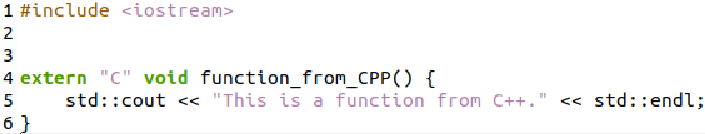 1 #include <iostream>
2
3
4 extern "C" void function_from_CPP() {
5     std::cout << "This is a function from C++." << std::endl;
6 }